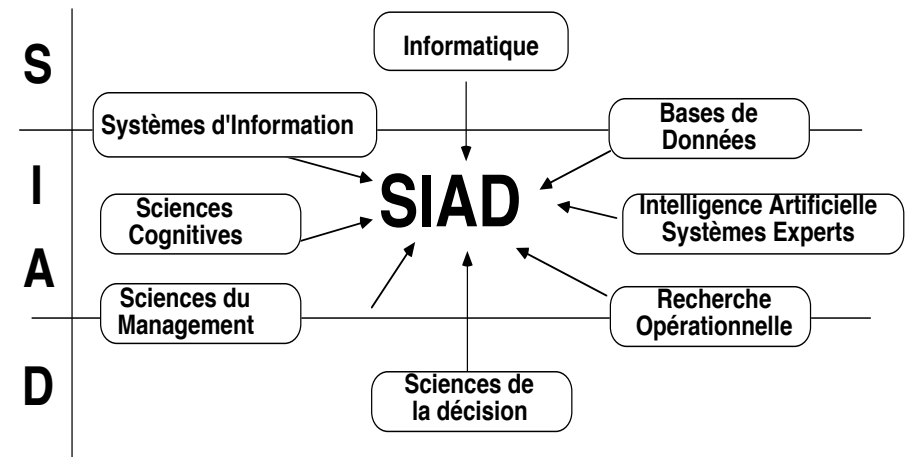 S
Informatique
Systèmes d'Information
Bases de
Données
I
SIAD
Sciences
Cognitives
Intelligence Artificielle
Systèmes Experts
A
Sciences du
Management
Recherche
Opérationnelle
D
Sciences de
la décision